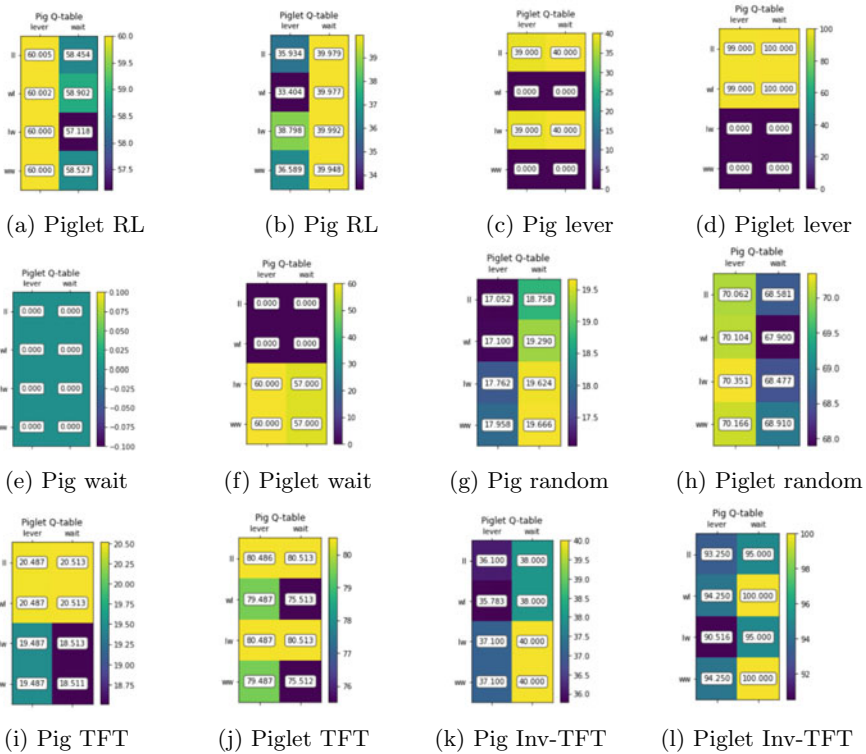 Pig Q-table
lever wait
ll 60.005 58.454
wl 60.002 58.902
lw 60.000 57.118
ww 60.000 58.527
60.0
59.5
59.0
58.5
58.0
57.5
(a) Piglet RL
Piglet Q-table
lever wait
ll 35.934 39.979
wl 33.404 39.977
lw 38.798 39.992
ww 36.589 39.948
39
38
37
36
35
34
(b) Pig RL
Piglet Q-table
lever wait
ll 39.000 40.000
wl 0.000 0.000
lw 39.000 40.000
ww 0.000 0.000
40
35
30
25
20
15
10
5
0
(c) Pig lever
Pig Q-table
lever wait
ll 99.000 100.000
wl 99.000 100.000
lw 0.000 0.000
ww 0.000 0.000
100
80
60
40
20
0
(d) Piglet lever
Piglet Q-table
lever wait
ll 0.000 0.000
wl 0.000 0.000
lw 0.000 0.000
ww 0.000 0.000
0.100
0.075
0.050
0.025
0.000
−0.025
−0.050
−0.075
−0.100
(e) Pig wait
Pig Q-table
lever wait
ll 0.000 0.000
wl 0.000 0.000
lw 60.000 57.000
ww 60.000 57.000
60
50
40
30
20
10
0
(f) Piglet wait
Piglet Q-table
lever wait
ll 17.052 18.758
wl 17.100 19.290
lw 17.762 19.624
ww 17.958 19.666
19.5
19.0
18.5
18.0
17.5
(g) Pig random
Pig Q-table
lever wait
ll 70.062 68.581
wl 70.104 67.900
lw 70.351 68.477
ww 70.166 68.910
70.0
69.5
69.0
68.5
68.0
(h) Piglet random
Piglet Q-table
lever wait
ll 20.487 20.513
wl 20.487 20.513
lw 19.487 18.513
ww 19.487 18.511
20.50
20.25
20.00
19.75
19.50
19.25
19.00
18.75
(i) Pig TFT
Pig Q-table
lever wait
ll 80.486 80.513
wl 79.487 75.513
lw 80.487 80.513
ww 79.487 75.512
80
79
78
77
76
(j) Piglet TFT
Piglet Q-table
lever wait
ll 36.100 38.000
wl 35.783 38.000
lw 37.100 40.000
ww 37.100 40.000
40.0
39.5
39.0
38.5
38.0
37.5
37.0
36.5
36.0
(k) Pig Inv-TFT
Pig Q-table
lever wait
ll 93.250 95.000
wl 94.250 100.000
lw 90.516 95.000
ww 94.250 100.000
100
98
96
94
92
(l) Piglet Inv-TFT